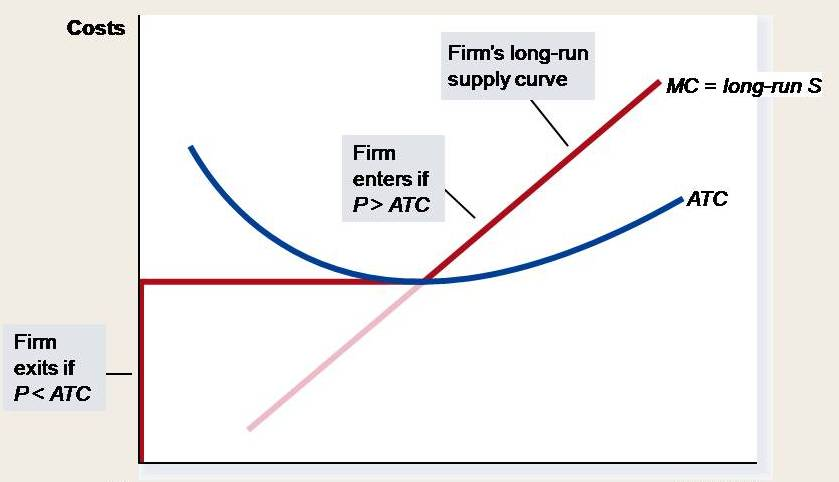 Costs
Firm's long-run
supply curve
MC = long-run S
Firm
enters if
P > ATC
ATC
Firm
exits if
P < ATC